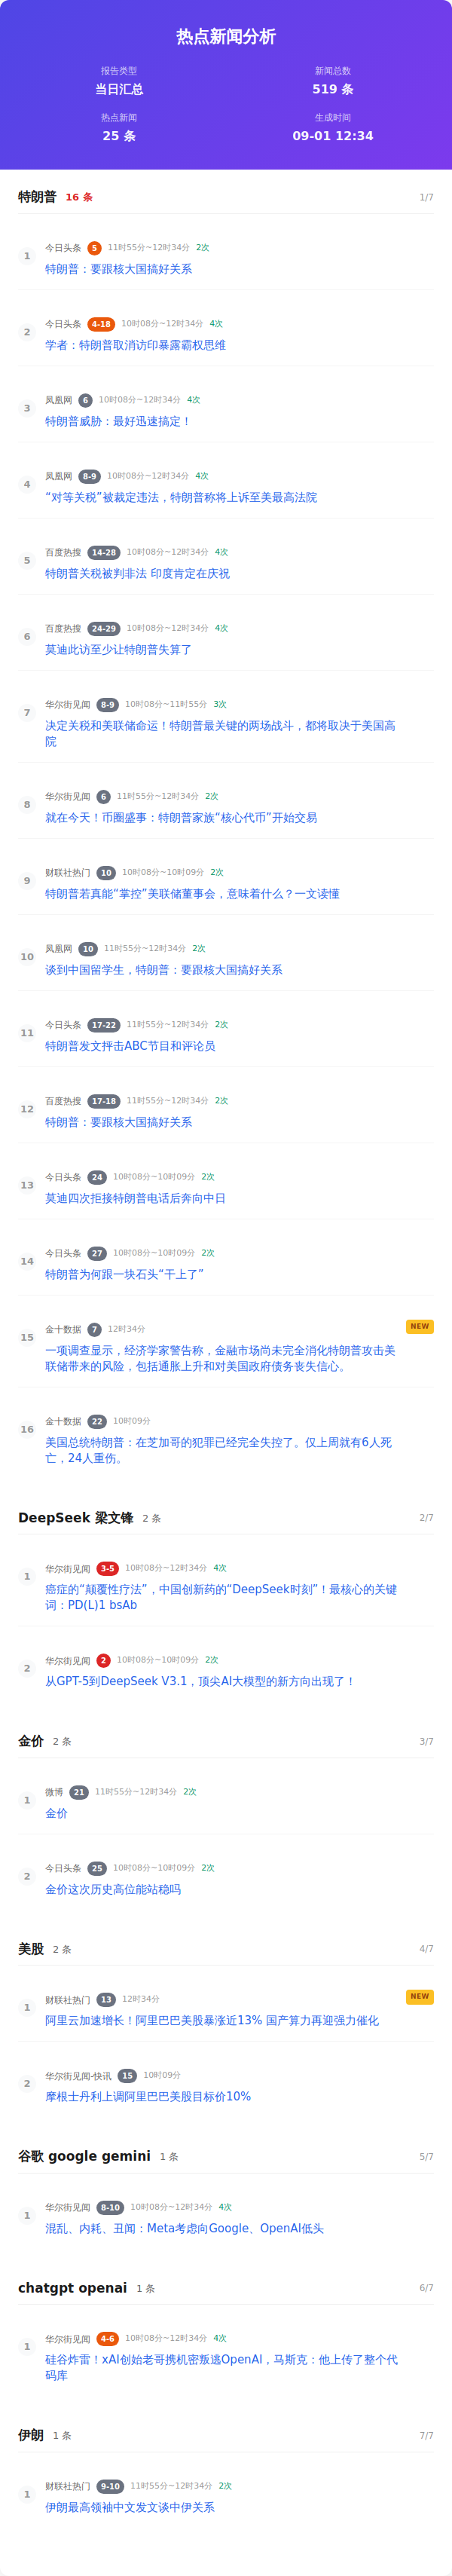 热点新闻分析
报告类型
当日汇总
新闻总数
519 条
热点新闻
25 条
生成时间
09-01 12:34
特朗普 16 条 1/7
1 今日头条 5 11时55分~12时34分 2次
特朗普：要跟核大国搞好关系
2 今日头条 4-18 10时08分~12时34分 4次
学者：特朗普取消访印暴露霸权思维
3 凤凰网 6 10时08分~12时34分 4次
特朗普威胁：最好迅速搞定！
4 凤凰网 8-9 10时08分~12时34分 4次
“对等关税”被裁定违法，特朗普称将上诉至美最高法院
5 百度热搜 14-28 10时08分~12时34分 4次
特朗普关税被判非法 印度肯定在庆祝
6 百度热搜 24-29 10时08分~12时34分 4次
莫迪此访至少让特朗普失算了
7 华尔街见闻 8-9 10时08分~11时55分 3次
决定关税和美联储命运！特朗普最关键的两场战斗，都将取决于美国高
院
8 华尔街见闻 6 11时55分~12时34分 2次
就在今天！币圈盛事：特朗普家族“核心代币”开始交易
9 财联社热门 10 10时08分~10时09分 2次
特朗普若真能“掌控”美联储董事会，意味着什么？一文读懂
10 凤凰网 10 11时55分~12时34分 2次
谈到中国留学生，特朗普：要跟核大国搞好关系
11 今日头条 17-22 11时55分~12时34分 2次
特朗普发文抨击ABC节目和评论员
12 百度热搜 17-18 11时55分~12时34分 2次
特朗普：要跟核大国搞好关系
13 今日头条 24 10时08分~10时09分 2次
莫迪四次拒接特朗普电话后奔向中日
14 今日头条 27 10时08分~10时09分 2次
特朗普为何跟一块石头“干上了”
15 金十数据 7 12时34分 NEW
一项调查显示，经济学家警告称，金融市场尚未完全消化特朗普攻击美
联储带来的风险，包括通胀上升和对美国政府债务丧失信心。
16 金十数据 22 10时09分
美国总统特朗普：在芝加哥的犯罪已经完全失控了。仅上周就有6人死
亡，24人重伤。
DeepSeek 梁文锋 2 条 2/7
1 华尔街见闻 3-5 10时08分~12时34分 4次
癌症的“颠覆性疗法”，中国创新药的“DeepSeek时刻”！最核心的关键
词：PD(L)1 bsAb
2 华尔街见闻 2 10时08分~10时09分 2次
从GPT-5到DeepSeek V3.1，顶尖AI大模型的新方向出现了！
金价 2 条 3/7
1 微博 21 11时55分~12时34分 2次
金价
2 今日头条 25 10时08分~10时09分 2次
金价这次历史高位能站稳吗
美股 2 条 4/7
1 财联社热门 13 12时34分 NEW
阿里云加速增长！阿里巴巴美股暴涨近13% 国产算力再迎强力催化
2 华尔街见闻-快讯 15 10时09分
摩根士丹利上调阿里巴巴美股目标价10%
谷歌 google gemini 1 条 5/7
1 华尔街见闻 8-10 10时08分~12时34分 4次
混乱、内耗、丑闻：Meta考虑向Google、OpenAI低头
chatgpt openai 1 条 6/7
1 华尔街见闻 4-6 10时08分~12时34分 4次
硅谷炸雷！xAI创始老哥携机密叛逃OpenAI，马斯克：他上传了整个代
码库
伊朗 1 条 7/7
1 财联社热门 9-10 11时55分~12时34分 2次
伊朗最高领袖中文发文谈中伊关系